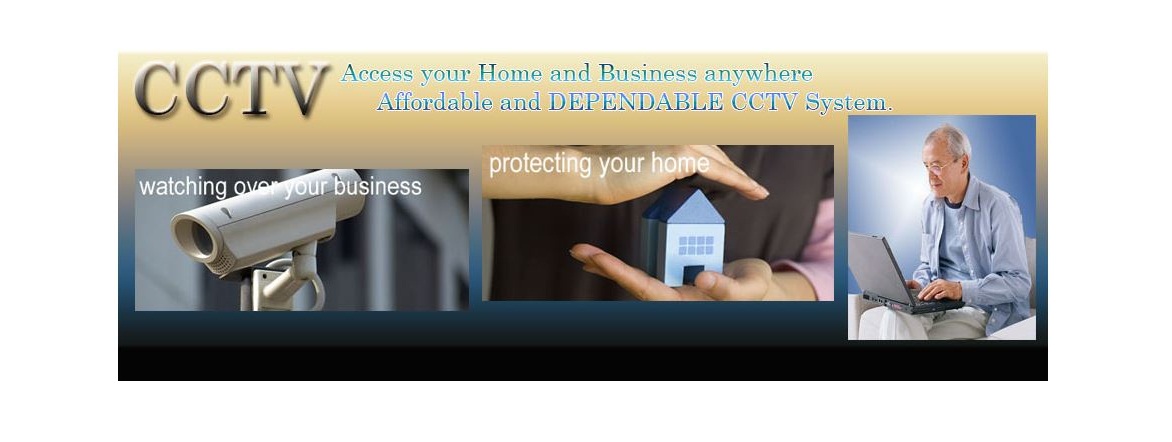 CCTV
Access your Home and Business anywhere
Affordable and DEPENDABLE CCTV System.
watching over your business
protecting your home